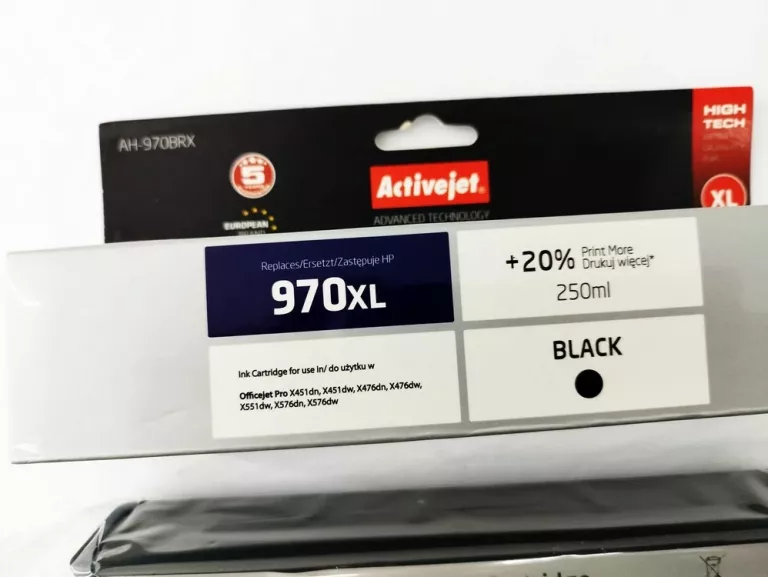 AH-970BRX
HIGH
TECH
5
Activejet
XL
EUROPEAN
ADVANCED TECHNOLOGY
Replaces/Ersetzt/Zastępuje HP
970XL
+20% Print More
Drukuj więcej*
250ml
Ink Cartridge for use in/ do użytku w
Officejet Pro X451dn, X451dw, X476dn, X476dw,
X551dw, X576dn, X576dw
BLACK